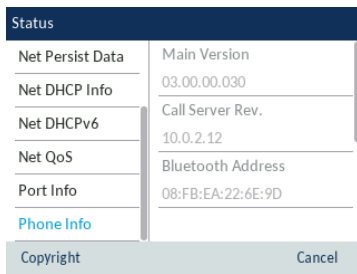 Status
Net Persist Data
Net DHCP Info
Net DHCPv6
Net QoS
Port Info
Phone Info
Main Version
03.00.00.030
Call Server Rev.
10.0.2.12
Bluetooth Address
08:FB:EA:22:6E:9D
Copyright
Cancel